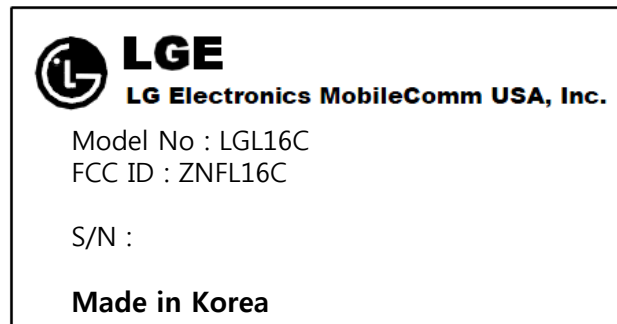 LGE
LG Electronics MobileComm USA, Inc.
Model No : LGL16C
FCC ID : ZNFL16C
S/N :
Made in Korea